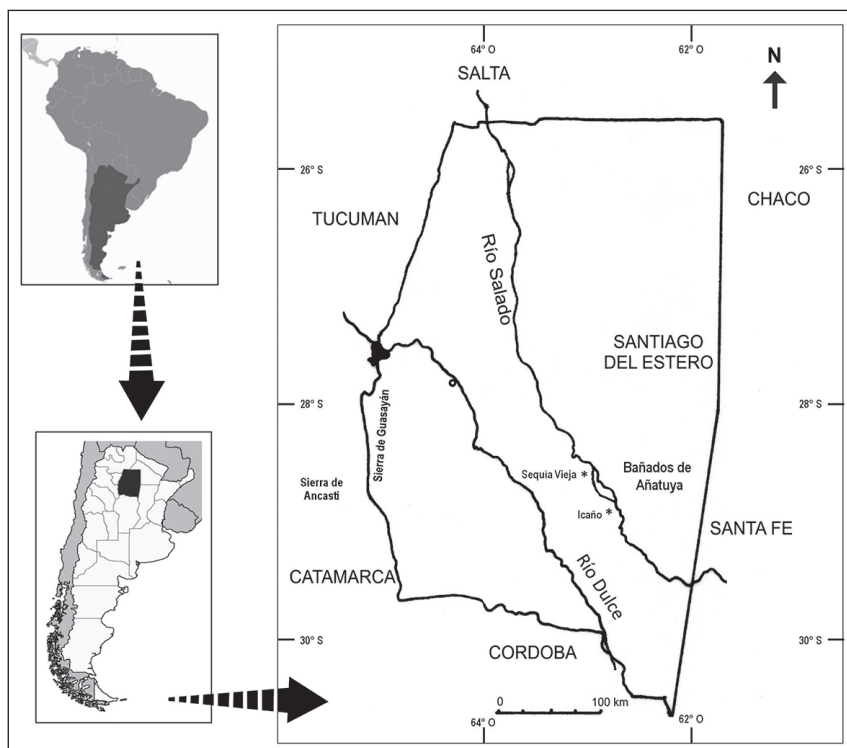 64° O
62° O
SALTA
N
26° S
26° S
CHACO
TUCUMAN
Río Salado
SANTIAGO
DEL ESTERO
28° S
28° S
Sierra de Guasayán
Sequia Vieja *
Bañados de
Añatuya
Sierra de
Ancasti
Icaño *
SANTA FE
CATAMARCA
Río Dulce
30° S
30° S
CORDOBA
0
100 km
64° O
62° O